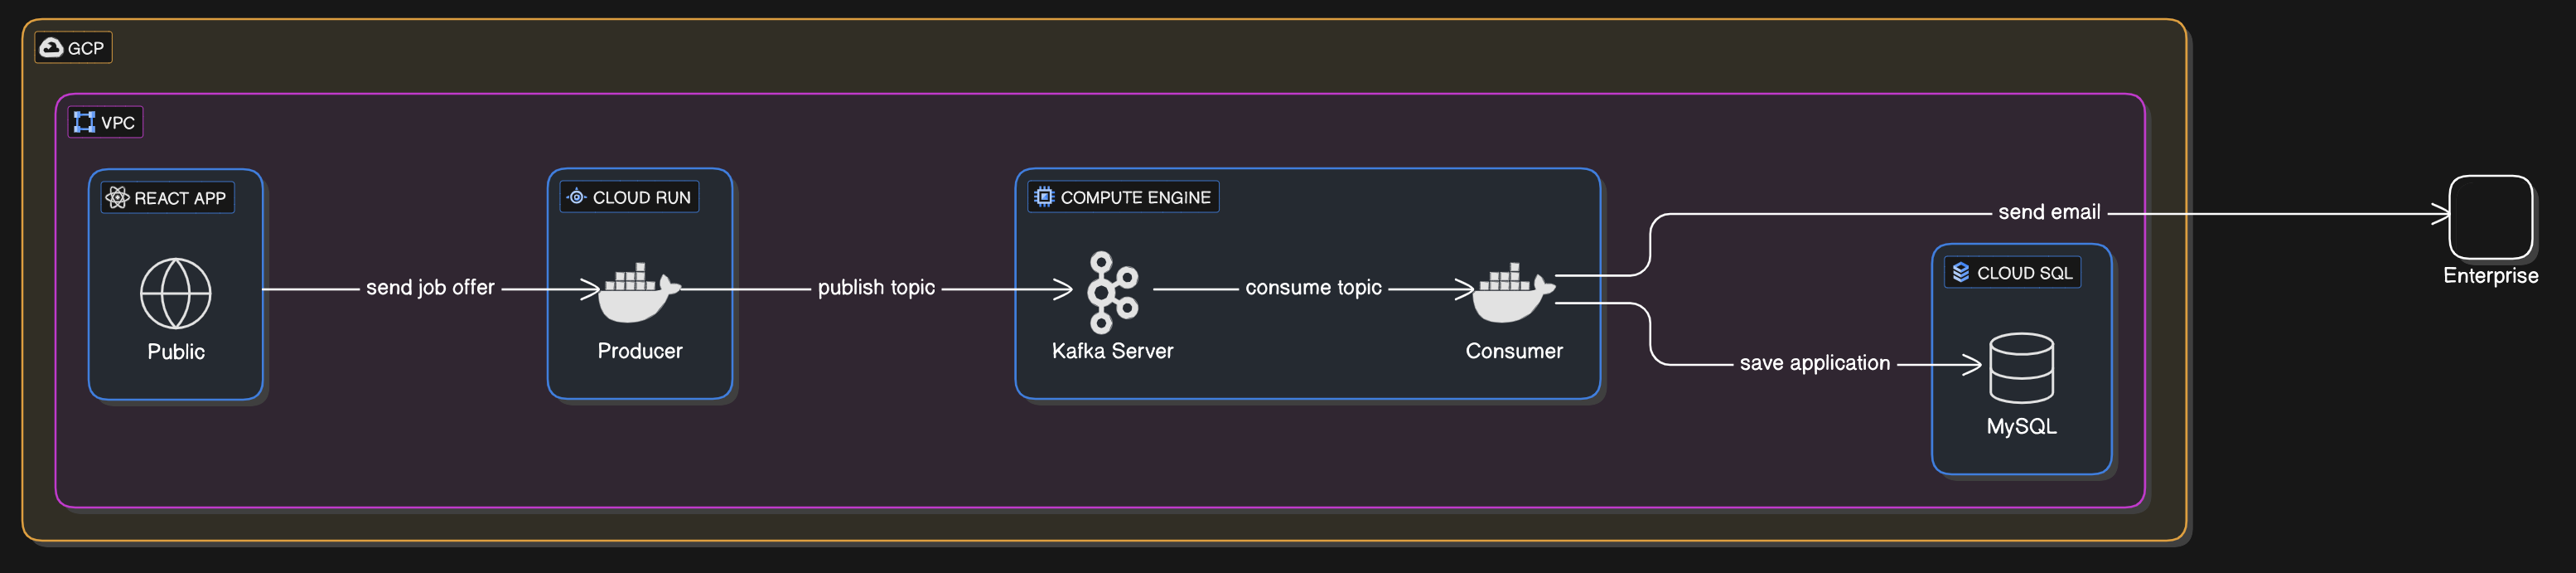 GCP
VPC
REACT APP
Public
send job offer
CLOUD RUN
Producer
publish topic
COMPUTE ENGINE
Kafka Server
consume topic
Consumer
send email
save application
CLOUD SQL
MySQL
Enterprise